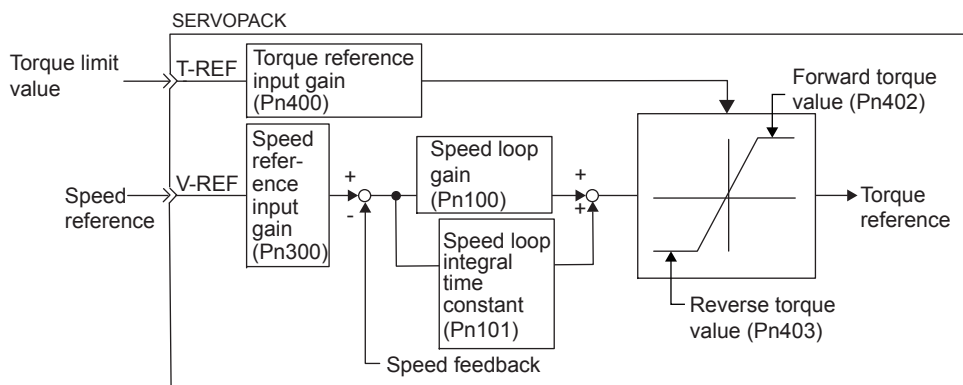 SERVOPACK
Torque limit
value
T-REF
Torque reference
input gain
(Pn400)
Forward torque
value (Pn402)
Speed
reference
V-REF
Speed
refer-
ence
input
gain
(Pn300)
+
-
Speed loop
gain
(Pn100)
+
+
Speed loop
integral
time
constant
(Pn101)
Torque
reference
Reverse torque
value (Pn403)
Speed feedback